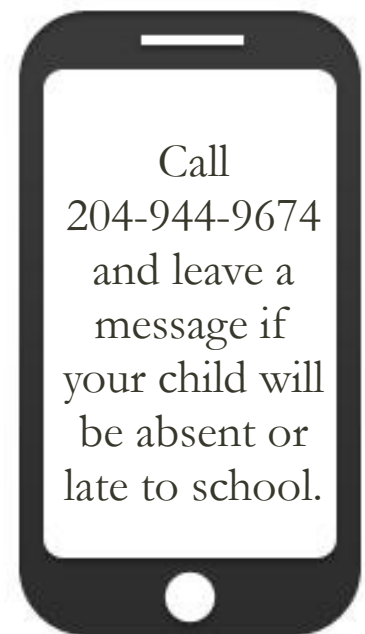 Call
204-944-9674
and leave a
message if
your child will
be absent or
late to school.